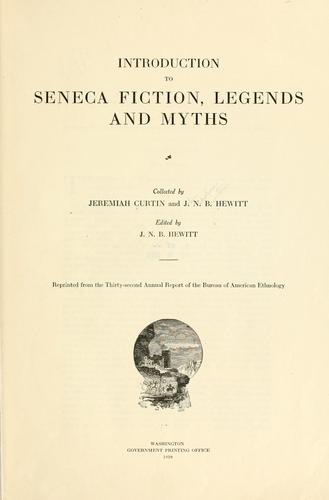 INTRODUCTION
TO
SENECA FICTION, LEGENDS
AND MYTHS
Collected by
JEREMIAH CURTIN and J. N. B. HEWITT
Edited by
J. N. B. HEWITT
Reprinted from the Thirty-second Annual Report of the Bureau of American Ethnology
WASHINGTON
GOVERNMENT PRINTING OFFICE